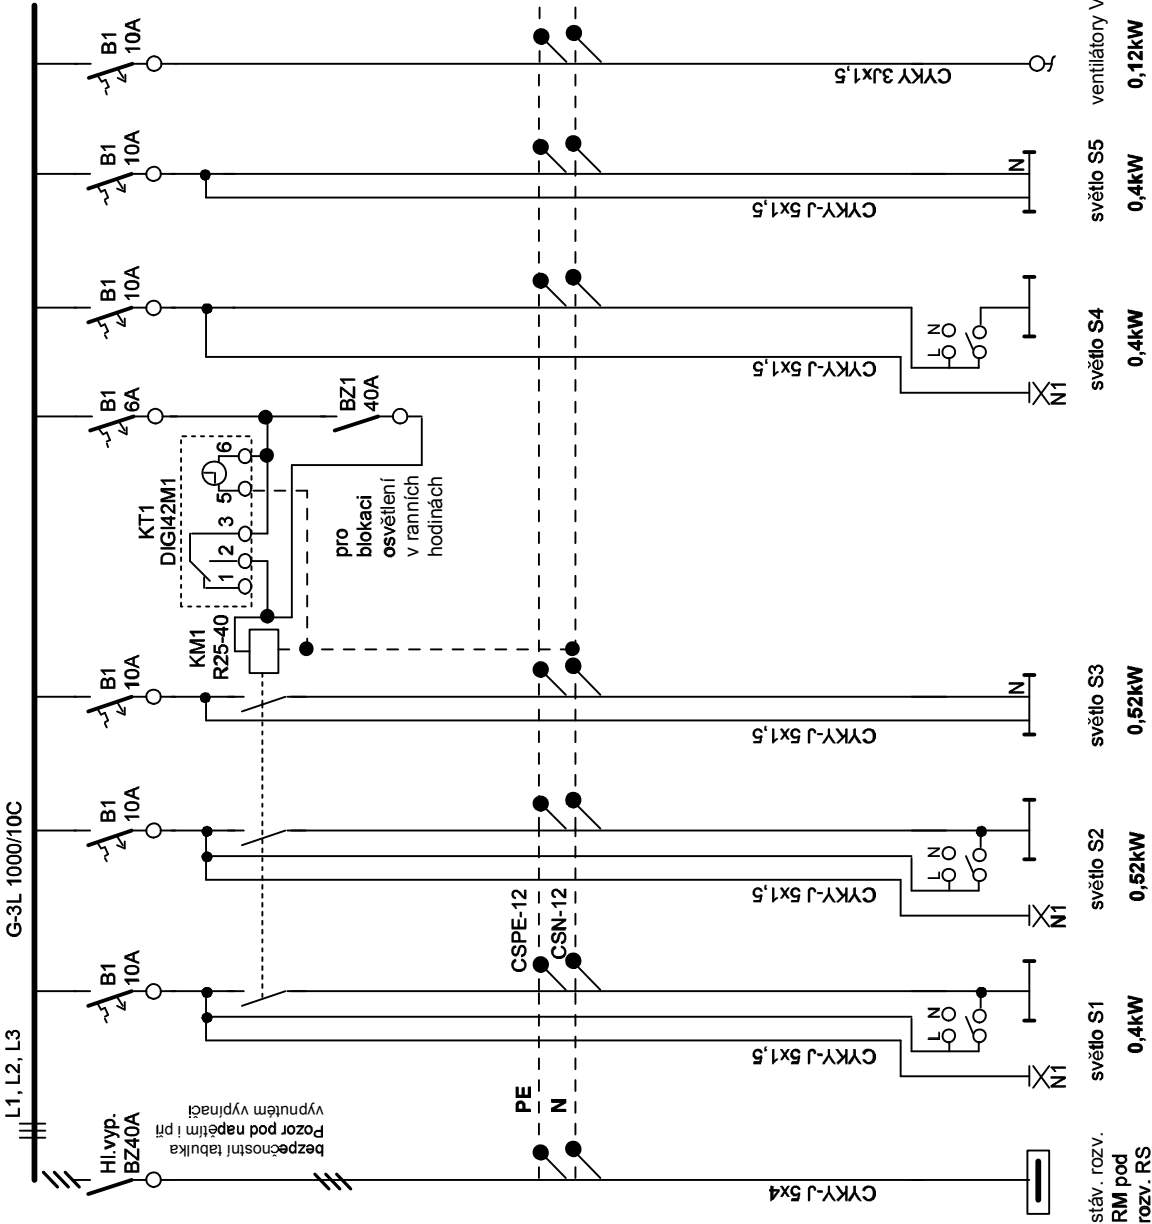 L1, L2, L3
G-3L 1000/10C
Hl.vyp.
BZ40A
bezpečnostní tabulka
Pozor pod napětím i při
vypnutém vypínači
CYKY-J 5x4
stáv. rozv.
RM pod
rozv. RS
PE
N
CSPE-12
CSN-12
B1
10A
CYKY-J 5x1,5
L
N
N1
světlo S1
0,4kW
B1
10A
CYKY-J 5x1,5
L
N
N1
světlo S2
0,52kW
B1
10A
CYKY-J 5x1,5
N
světlo S3
0,52kW
KM1
R25-40
KT1
DIGI42M1
1
2
3
5
6
B1
6A
BZ1
40A
pro
blokaci
osvětlení
v ranních
hodinách
B1
10A
CYKY-J 5x1,5
L
N
N1
světlo S4
0,4kW
B1
10A
CYKY-J 5x1,5
N
světlo S5
0,4kW
B1
10A
CYKY 3Jx1,5
ventilátory V
0,12kW